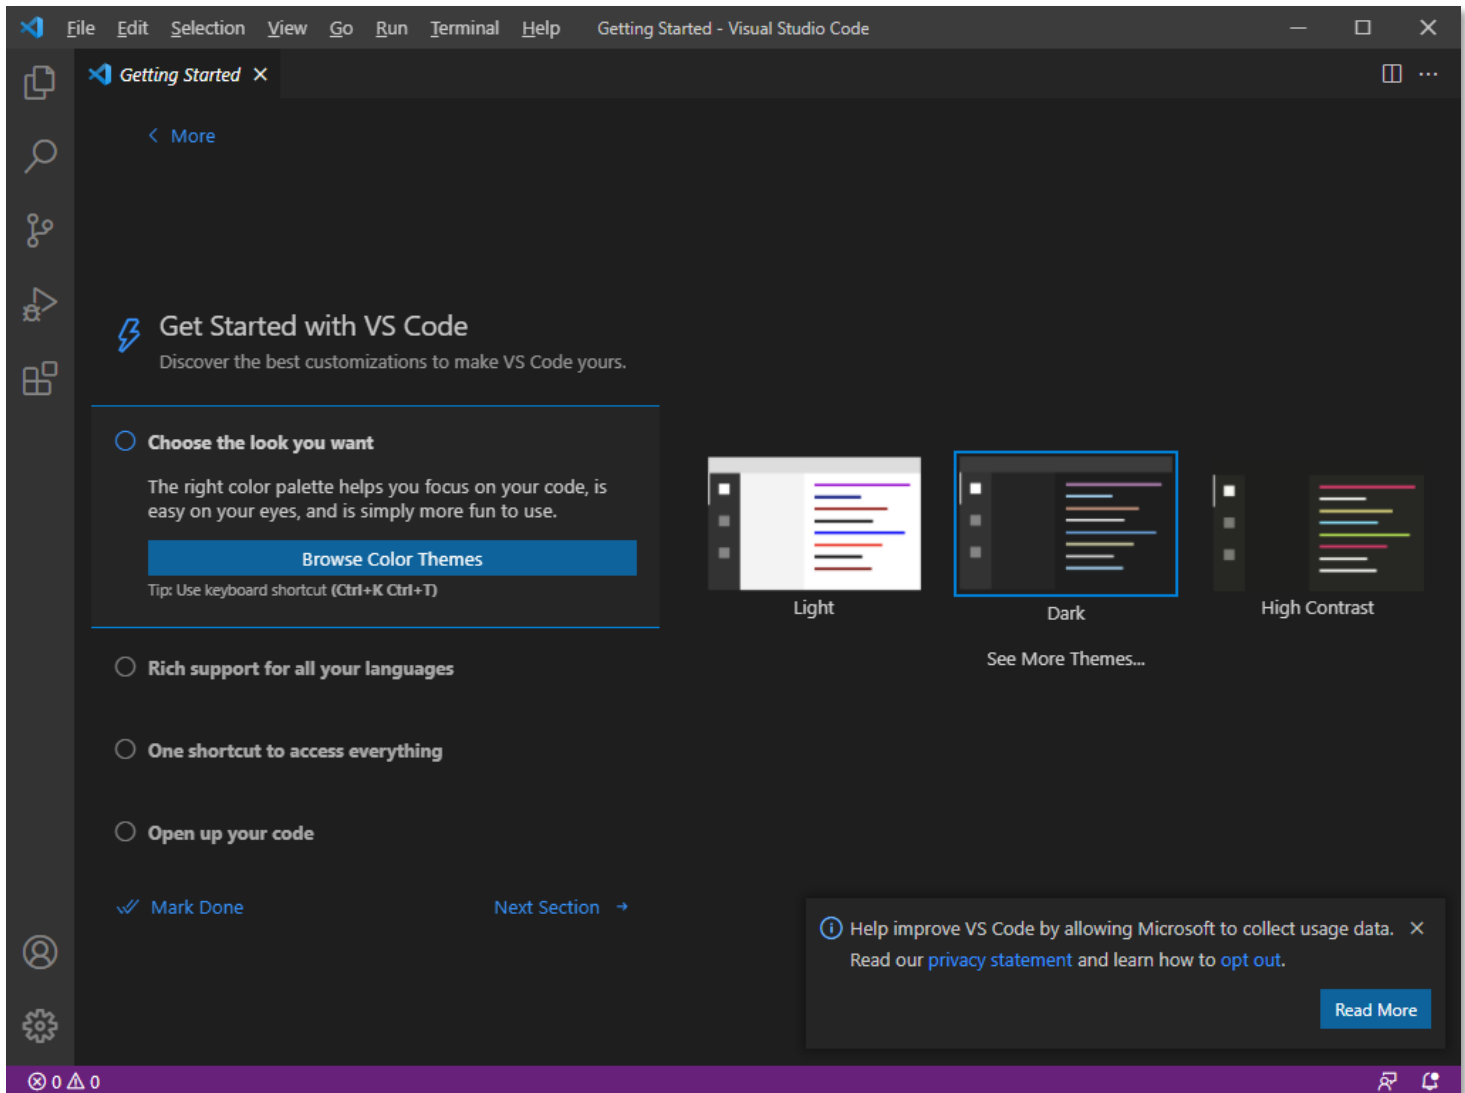 File Edit Selection View Go Run Terminal Help Getting Started - Visual Studio Code
Getting Started
More
Get Started with VS Code
Discover the best customizations to make VS Code yours.
Choose the look you want
The right color palette helps you focus on your code, is
easy on your eyes, and is simply more fun to use.
Browse Color Themes
Tip: Use keyboard shortcut (Ctrl+K Ctrl+T)
Rich support for all your languages
One shortcut to access everything
Open up your code
Mark Done
Next Section
Light
Dark
High Contrast
See More Themes...
Help improve VS Code by allowing Microsoft to collect usage data.
Read our privacy statement and learn how to opt out.
Read More
0 0